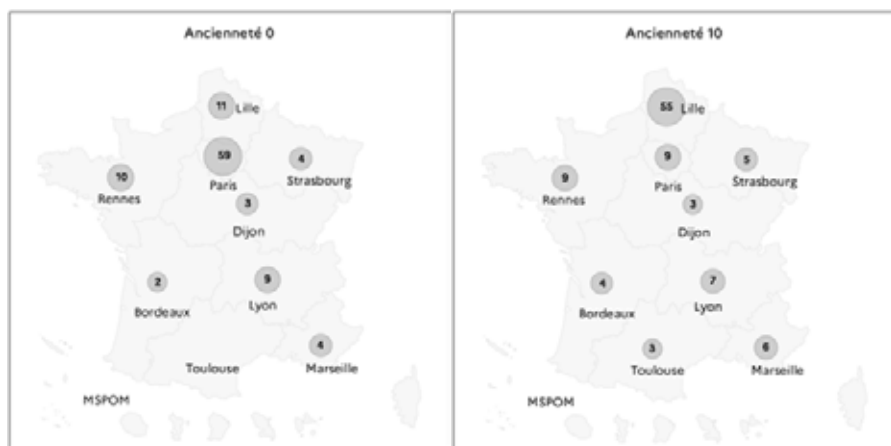 Ancienneté 0
11 Lille
59
Paris
4
Strasbourg
10
Rennes
3
Dijon
2
Bordeaux
9
Lyon
4
Marseille
Toulouse
MSPOM
Ancienneté 10
55 Lille
9
Paris
5
Strasbourg
9
Rennes
3
Dijon
4
Bordeaux
7
Lyon
3
Toulouse
6
Marseille
MSPOM